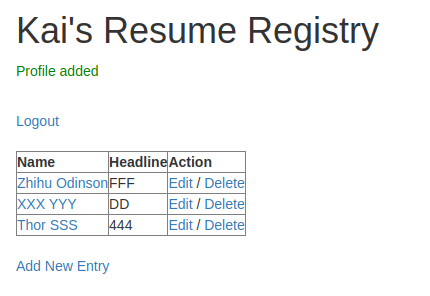 Kai's Resume Registry
Profile added
Logout
Name Headline Action
Zhihu Odinson FFF Edit / Delete
XXX YYY DD Edit / Delete
Thor SSS 444 Edit / Delete
Add New Entry